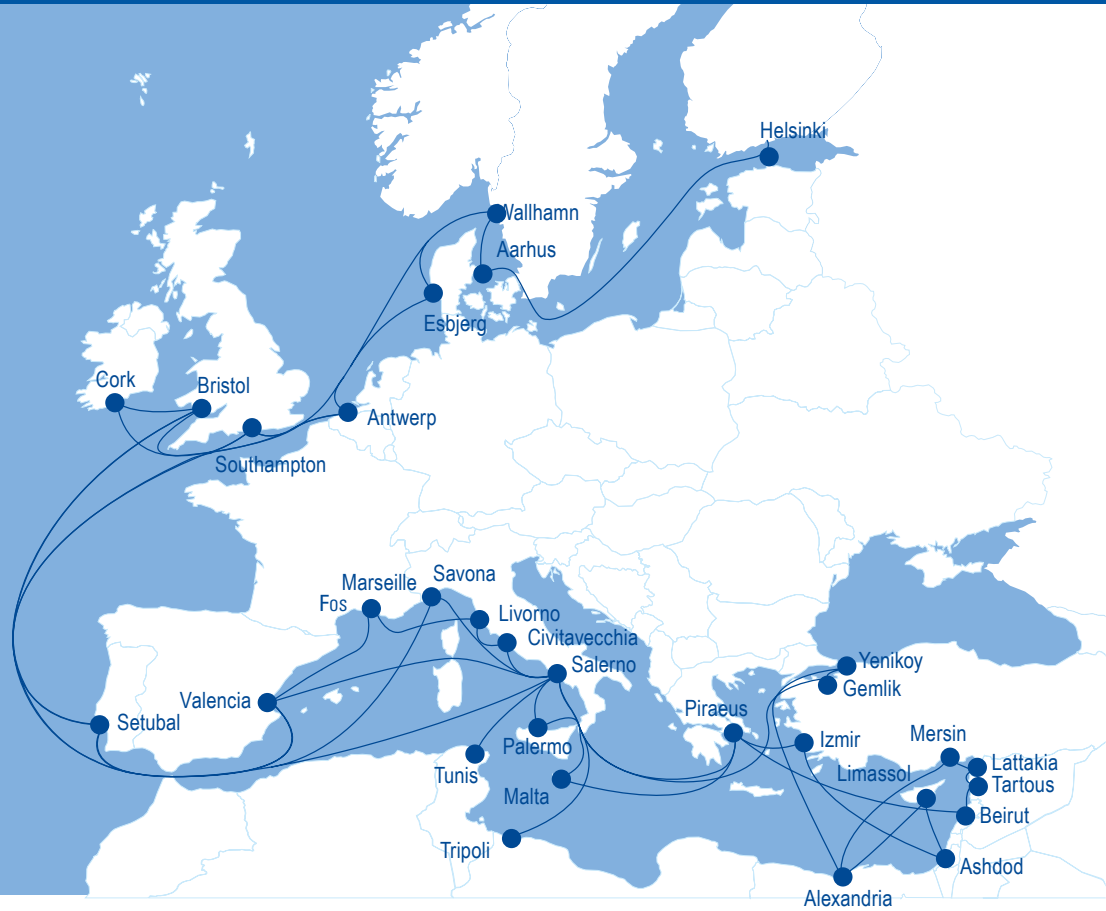 Helsinki
Wallhamn
Aarhus
Esbjerg
Cork
Bristol
Antwerp
Southampton
Savona
Marseille
Fos
Livorno
Civitavecchia
Salerno
Yenikoy
Gemlik
Valencia
Setubal
Piraeus
Izmir
Mersin
Palermo
Lattakia
Tunis
Limassol
Tartous
Malta
Beirut
Tripoli
Ashdod
Alexandria